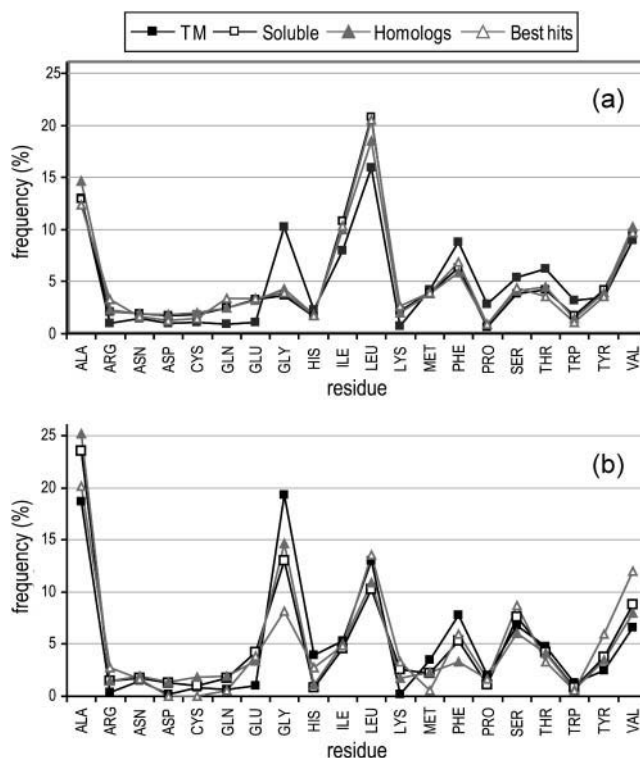 TM Soluble Homologs Best hits
(a)
frequency (%)
25
20
15
10
5
0
ALA ARG ASN ASP CYS GLN GLU GLY HIS ILE LEU LYS MET PHE PRO SER THR TRP TYR VAL
residue
(b)
frequency (%)
25
20
15
10
5
0
ALA ARG ASN ASP CYS GLN GLU GLY HIS ILE LEU LYS MET PHE PRO SER THR TRP TYR VAL
residue